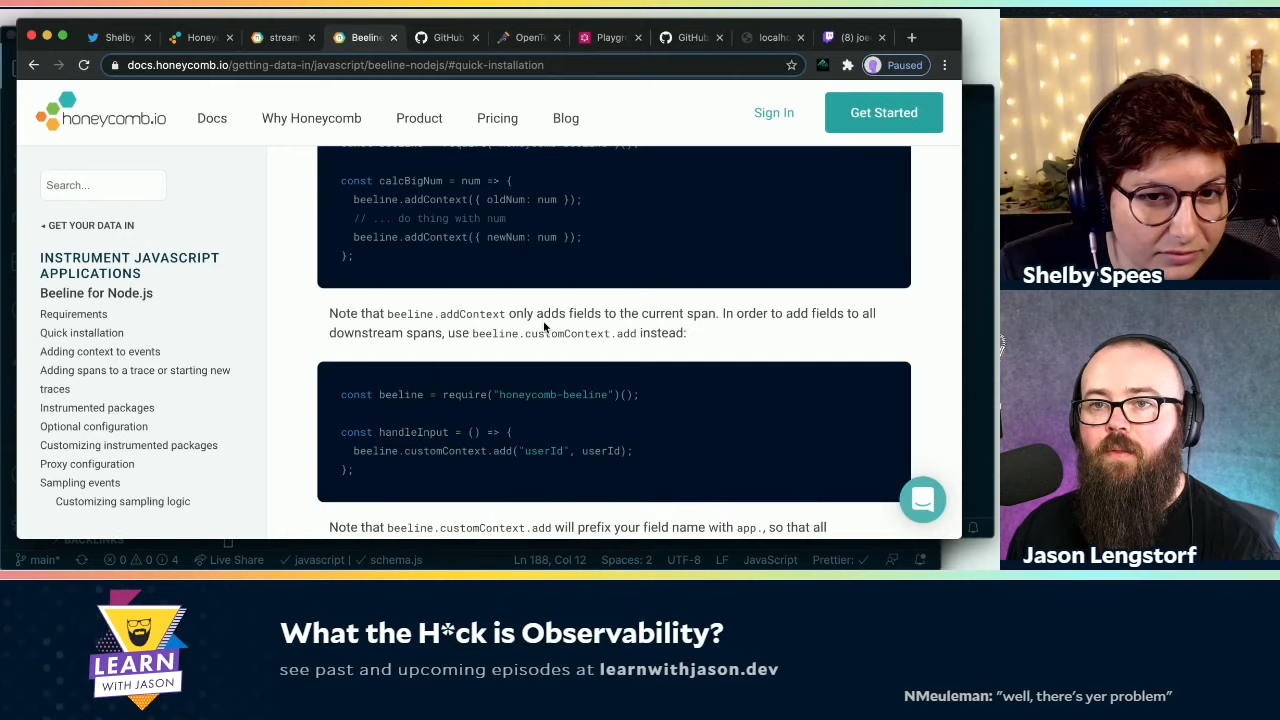 Shelby
Honeyc
stream
Beeline
GitHub
OpenTe
Playgro
GitHub
localho
(8) joe
docs.honeycomb.io/getting-data-in/javascript/beeline-nodejs/#quick-installation
Paused
honeycomb.io
Docs
Why Honeycomb
Product
Pricing
Blog
Sign In
Get Started
Search...
GET YOUR DATA IN
INSTRUMENT JAVASCRIPT
APPLICATIONS
Beeline for Node.js
Requirements
Quick installation
Adding context to events
Adding spans to a trace or starting new
traces
Instrumented packages
Optional configuration
Customizing instrumented packages
Proxy configuration
Sampling events
Customizing sampling logic
const calcBigNum = num => {
beeline.addContext({ oldNum: num });
// ... do thing with num
beeline.addContext({ newNum: num });
};
Note that beeline.addContext only adds fields to the current span. In order to add fields to all
downstream spans, use beeline.customContext.add instead:
const beeline = require("honeycomb-beeline")();
const handleInput = () => {
beeline.customContext.add("userId", userId);
};
Note that beeline.customContext.add will prefix your field name with app., so that all
BACKLINKS
main*
0 0 4
Live Share
javascript | schema.js
Ln 188, Col 12
Spaces: 2
UTF-8
LF
JavaScript
Prettier: ✓
Shelby Spees
Jason Lengstorf
LEARN
WITH JASON
What the H*ck is Observability?
see past and upcoming episodes at learnwithjason.dev
NMeuleman: "well, there's yer problem"